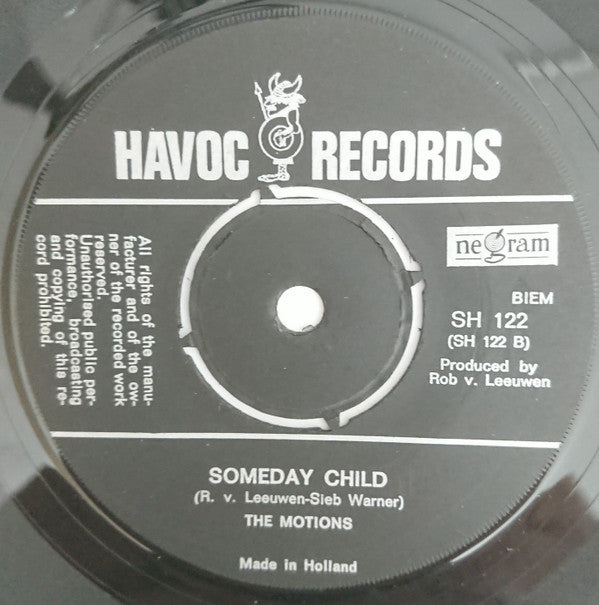 HAVOC RECORDS
negram
BIEM
SH 122
(SH 122 B)
Produced by
Rob v. Leeuwen
All rights of the manu-
facturer and of the ow-
ner of the recorded work
reserved.
Unauthorised public per-
formance, broadcasting
and copying of this re-
cord prohibited.
SOMEDAY CHILD
(R. v. Leeuwen-Sieb Warner)
THE MOTIONS
Made in Holland